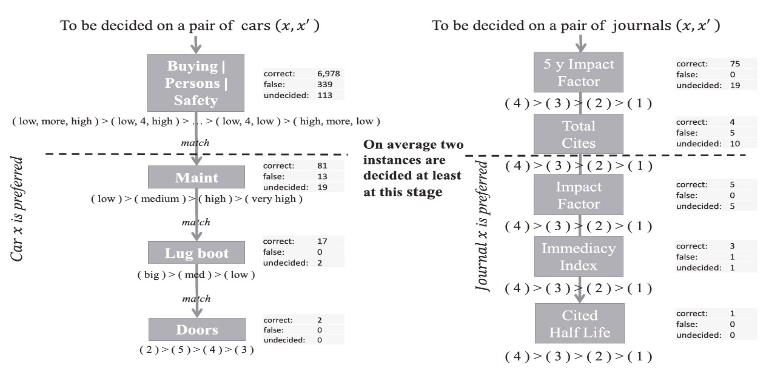 To be decided on a pair of cars (x, x′)
Buying |
Persons |
Safety
correct: 6,978
false: 339
undecided: 113
( low, more, high ) > ( low, 4, high ) > … > ( low, 4, low ) > ( high, more, low )
match
Car x is preferred
Maint
correct: 81
false: 13
undecided: 19
( low ) > ( medium ) > ( high ) > ( very high )
match
Lug boot
correct: 17
false: 0
undecided: 2
( big ) > ( med ) > ( low )
match
Doors
correct: 2
false: 0
undecided: 0
( 2 ) > ( 5 ) > ( 4 ) > ( 3 )
On average two
instances are
decided at least
at this stage
To be decided on a pair of journals (x, x′)
5 y Impact
Factor
correct: 75
false: 0
undecided: 19
( 4 ) > ( 3 ) > ( 2 ) > ( 1 )
Total
Cites
correct: 4
false: 5
undecided: 10
( 4 ) > ( 3 ) > ( 2 ) > ( 1 )
Journal x is preferred
Impact
Factor
correct: 5
false: 0
undecided: 5
( 4 ) > ( 3 ) > ( 2 ) > ( 1 )
Immediacy
Index
correct: 3
false: 1
undecided: 1
( 4 ) > ( 3 ) > ( 2 ) > ( 1 )
Cited
Half Life
correct: 1
false: 0
undecided: 0
( 4 ) > ( 3 ) > ( 2 ) > ( 1 )